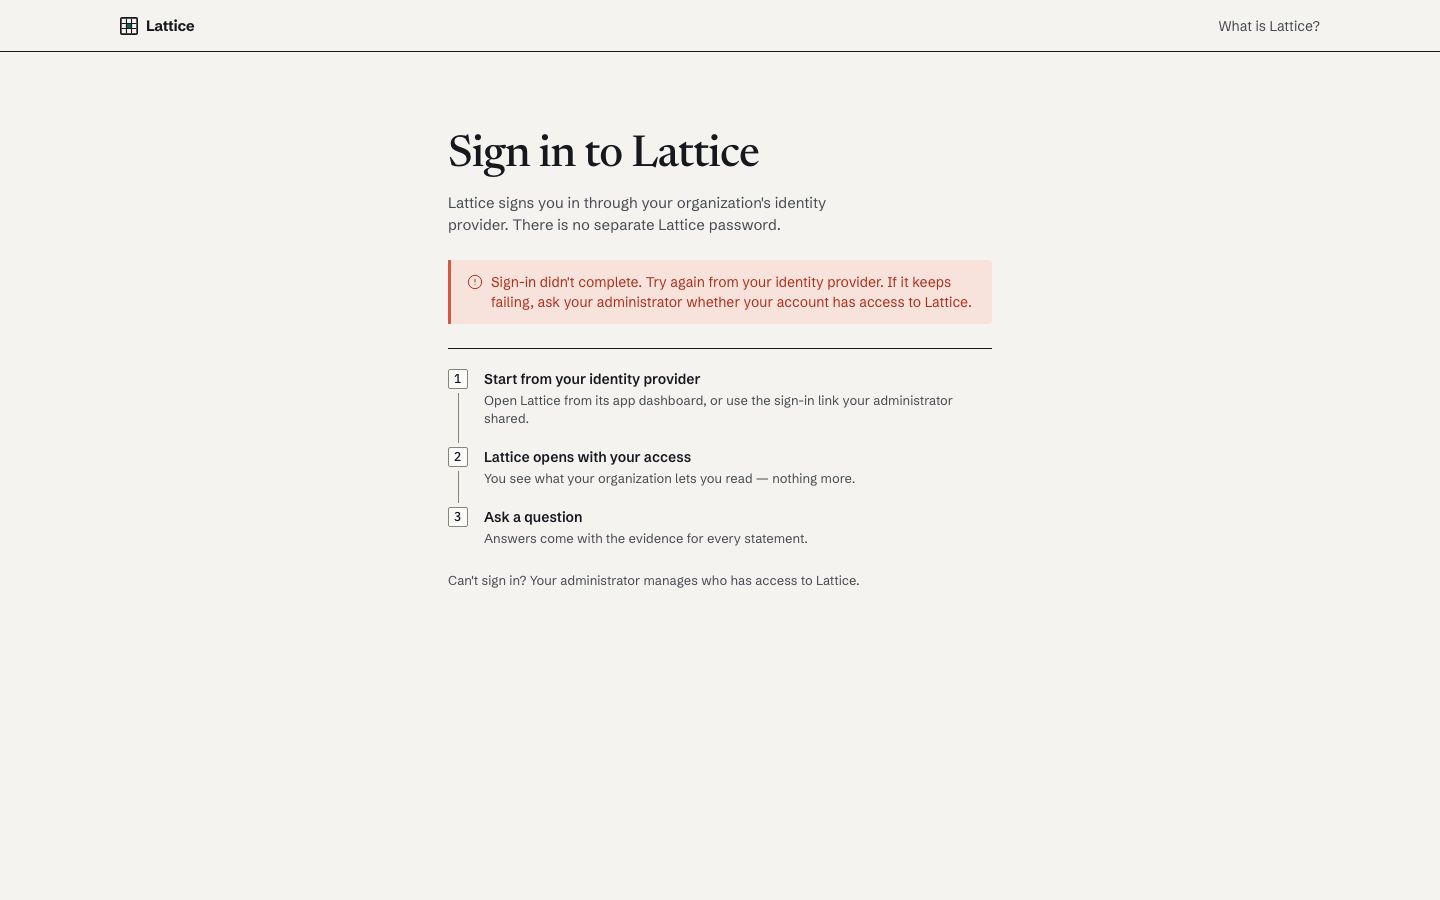 Lattice
What is Lattice?
Sign in to Lattice
Lattice signs you in through your organization's identity
provider. There is no separate Lattice password.
Sign-in didn't complete. Try again from your identity provider. If it keeps
failing, ask your administrator whether your account has access to Lattice.
1 Start from your identity provider
Open Lattice from its app dashboard, or use the sign-in link your administrator
shared.
2 Lattice opens with your access
You see what your organization lets you read — nothing more.
3 Ask a question
Answers come with the evidence for every statement.
Can't sign in? Your administrator manages who has access to Lattice.